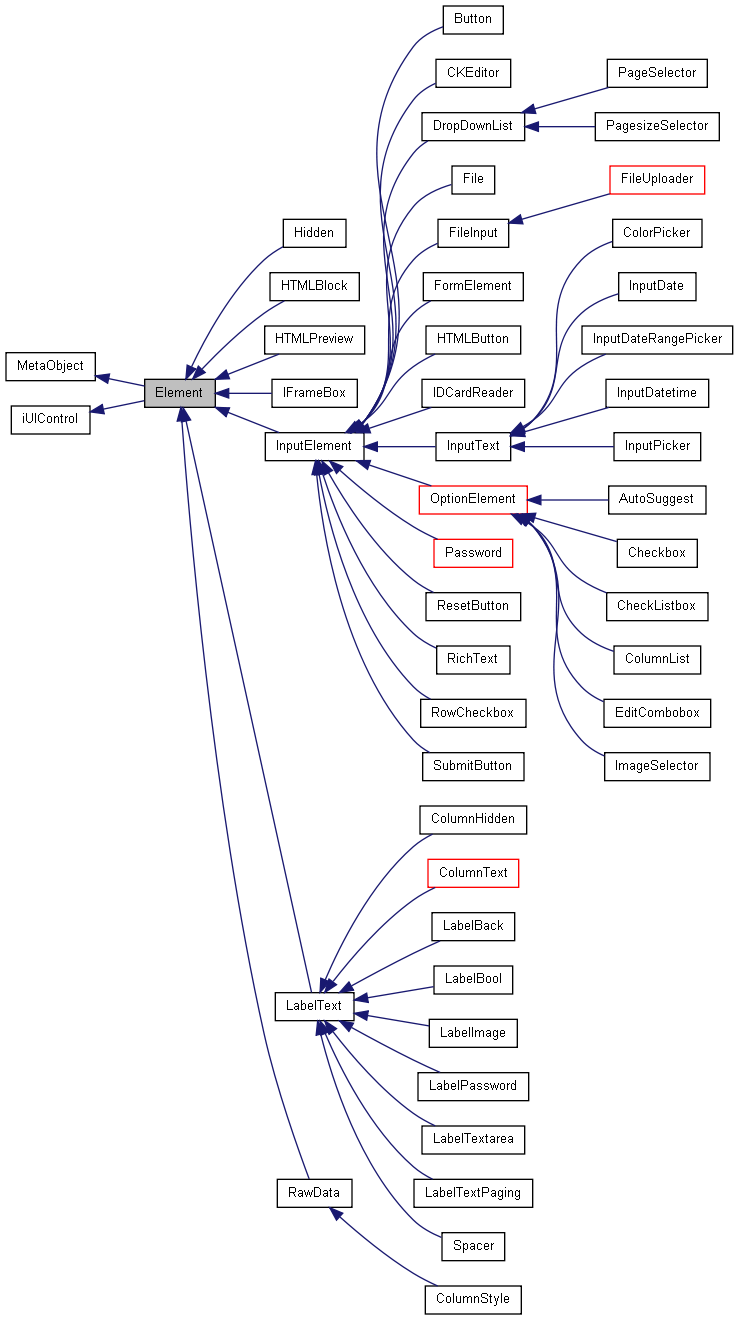 Button
CKEditor
PageSelector
DropDownList
PagesizeSelector
File
FileUploader
Hidden
FileInput
ColorPicker
HTMLBlock
FormElement
InputDate
HTMLPreview
HTMLButton
InputDateRangePicker
MetaObject
Element
IFrameBox
IDCardReader
InputDatetime
iUIControl
InputElement
InputText
InputPicker
OptionElement
AutoSuggest
Password
Checkbox
ResetButton
CheckListbox
RichText
ColumnList
RowCheckbox
EditCombobox
SubmitButton
ImageSelector
ColumnHidden
ColumnText
LabelBack
LabelBool
LabelText
LabelImage
LabelPassword
LabelTextarea
RawData
LabelTextPaging
Spacer
ColumnStyle